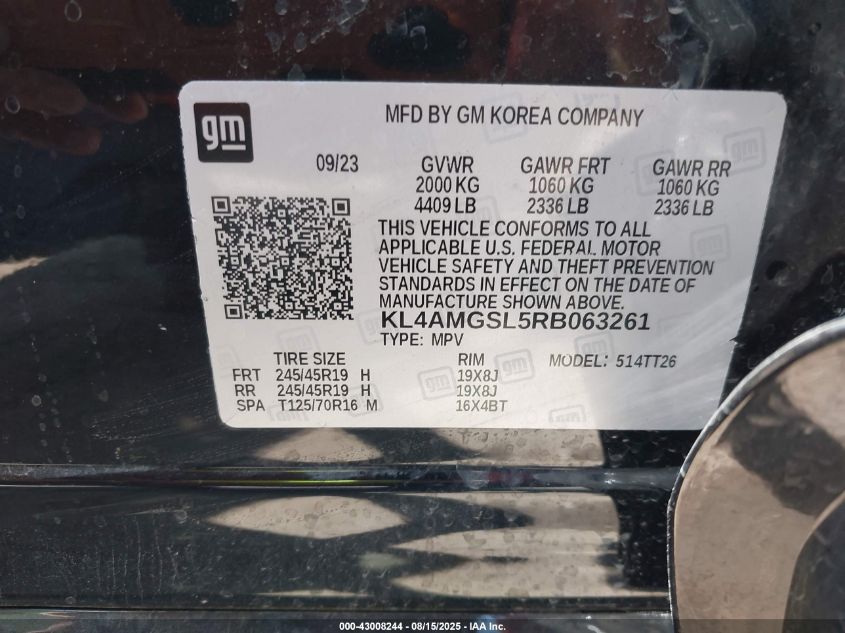 gm
MFD BY GM KOREA COMPANY
09/23 GVWR GAWR FRT GAWR RR
2000 KG 1060 KG 1060 KG
4409 LB 2336 LB 2336 LB
THIS VEHICLE CONFORMS TO ALL
APPLICABLE U.S. FEDERAL MOTOR
VEHICLE SAFETY AND THEFT PREVENTION
STANDARDS IN EFFECT ON THE DATE OF
MANUFACTURE SHOWN ABOVE.
KL4AMGSL5RB063261
TYPE: MPV
TIRE SIZE RIM MODEL: 514TT26
FRT 245/45R19 H 19X8J
RR 245/45R19 H 19X8J
SPA T125/70R16 M 16X4BT
000-43008244 - 08/15/2025 - IAA Inc.